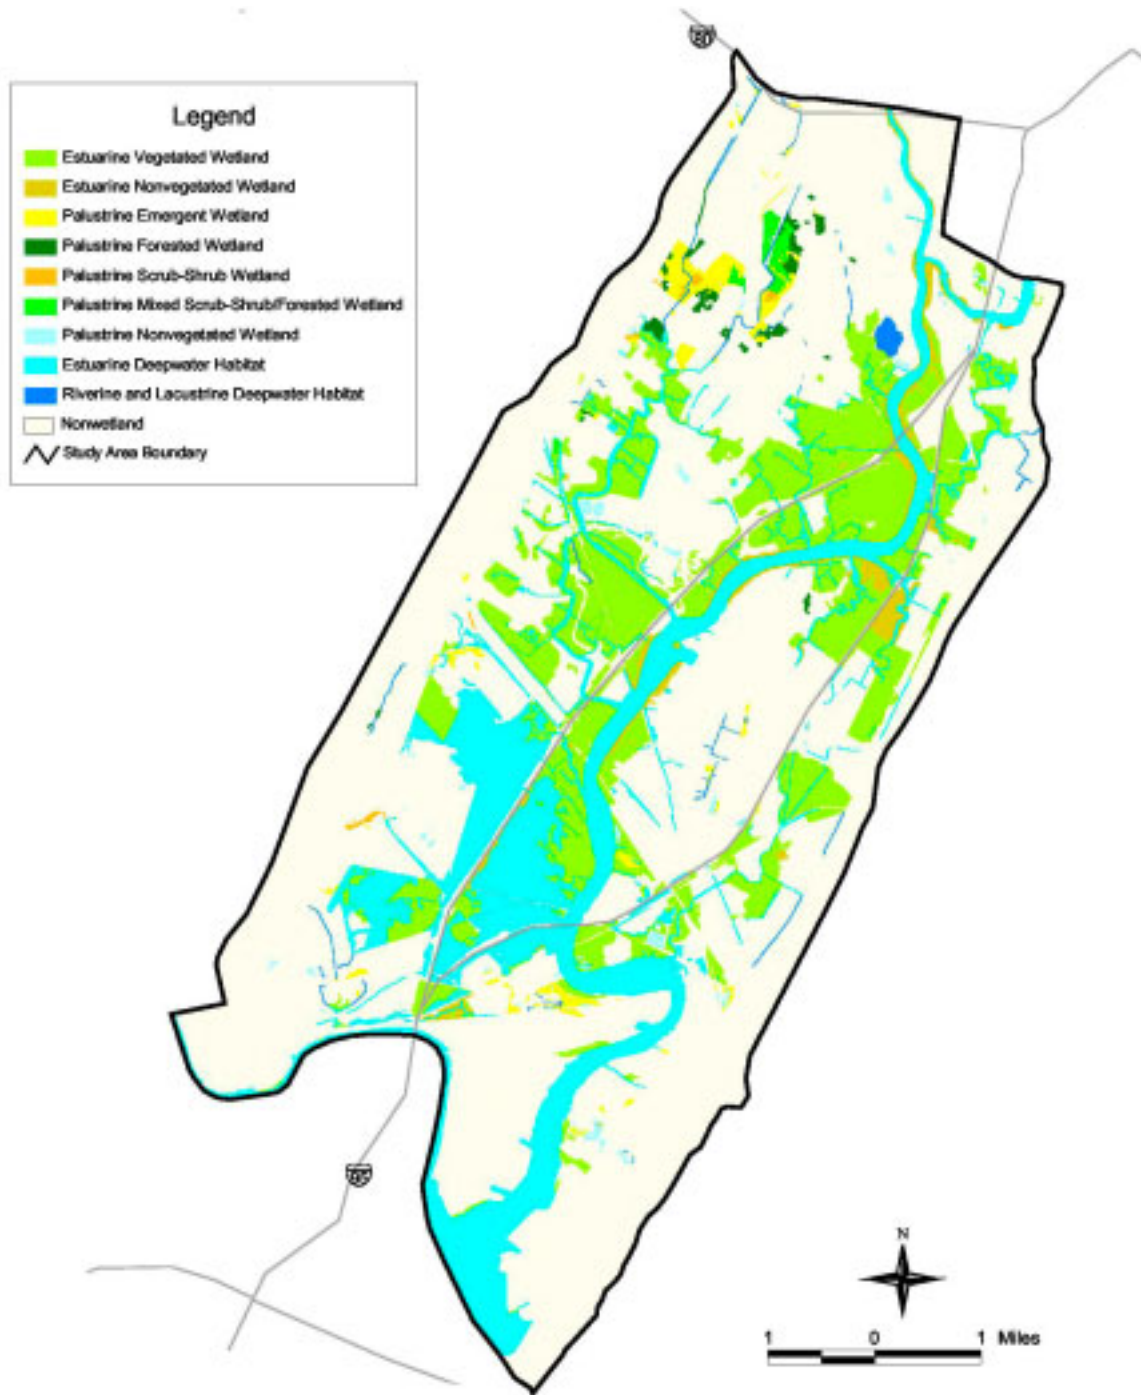 80
Legend
Estuarine Vegetated Wetland
Estuarine Nonvegetated Wetland
Palustrine Emergent Wetland
Palustrine Forested Wetland
Palustrine Scrub-Shrub Wetland
Palustrine Mixed Scrub-Shrub/Forested Wetland
Palustrine Nonvegetated Wetland
Estuarine Deepwater Habitat
Riverine and Lacustrine Deepwater Habitat
Nonwetland
Study Area Boundary
95
N
1 0 1 Miles